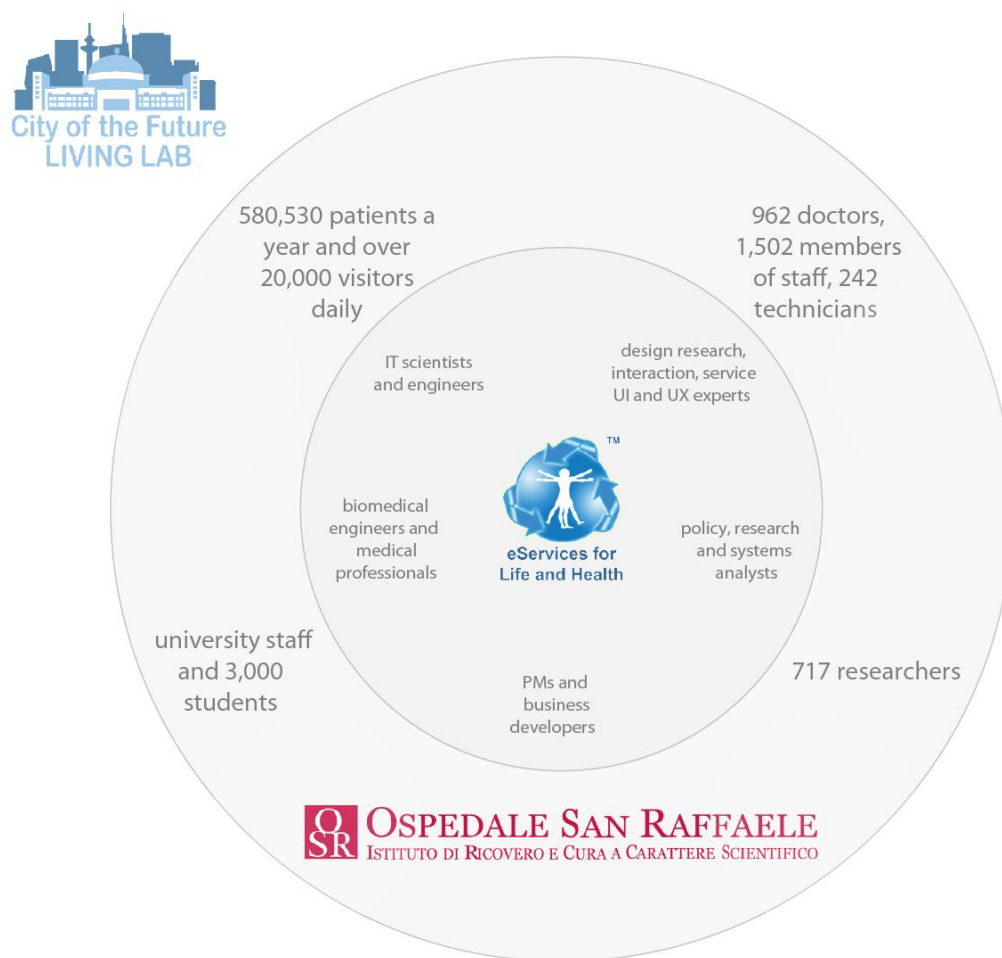 City of the Future
LIVING LAB
580,530 patients a
year and over
20,000 visitors
daily
962 doctors,
1,502 members
of staff, 242
technicians
IT scientists
and engineers
design research,
interaction, service
UI and UX experts
TM
eServices for
Life and Health
biomedical
engineers and
medical
professionals
policy, research
and systems
analysts
university staff
and 3,000
students
717 researchers
PMs and
business
developers
OSR
OSPEDALE SAN RAFFAELE
ISTITUTO DI RICOVERO E CURA A CARATTERE SCIENTIFICO